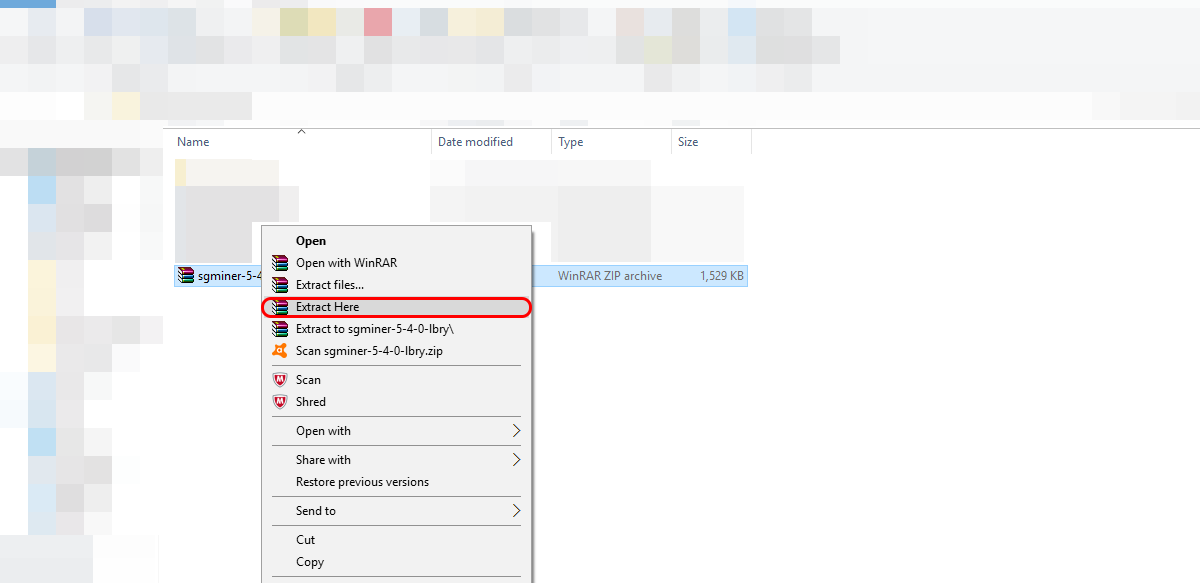 Name Date modified Type Size
Open
Open with WinRAR
sgminer-5-4 WinRAR ZIP archive 1,529 KB
Extract files...
Extract Here
Extract to sgminer-5-4-0-lbry\
Scan sgminer-5-4-0-lbry.zip
Scan
Shred
Open with
Share with
Restore previous versions
Send to
Cut
Copy